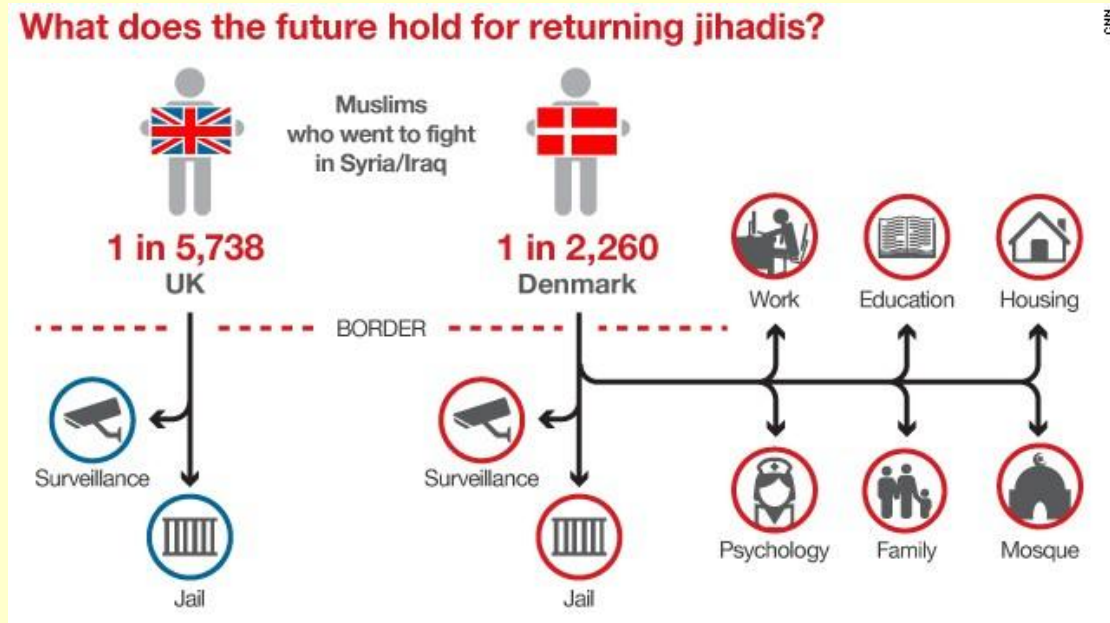 What does the future hold for returning jihadis?
CNN
Muslims
who went to fight
in Syria/Iraq
1 in 5,738
UK
1 in 2,260
Denmark
Work
Education
Housing
BORDER
Surveillance
Surveillance
Jail
Jail
Psychology
Family
Mosque